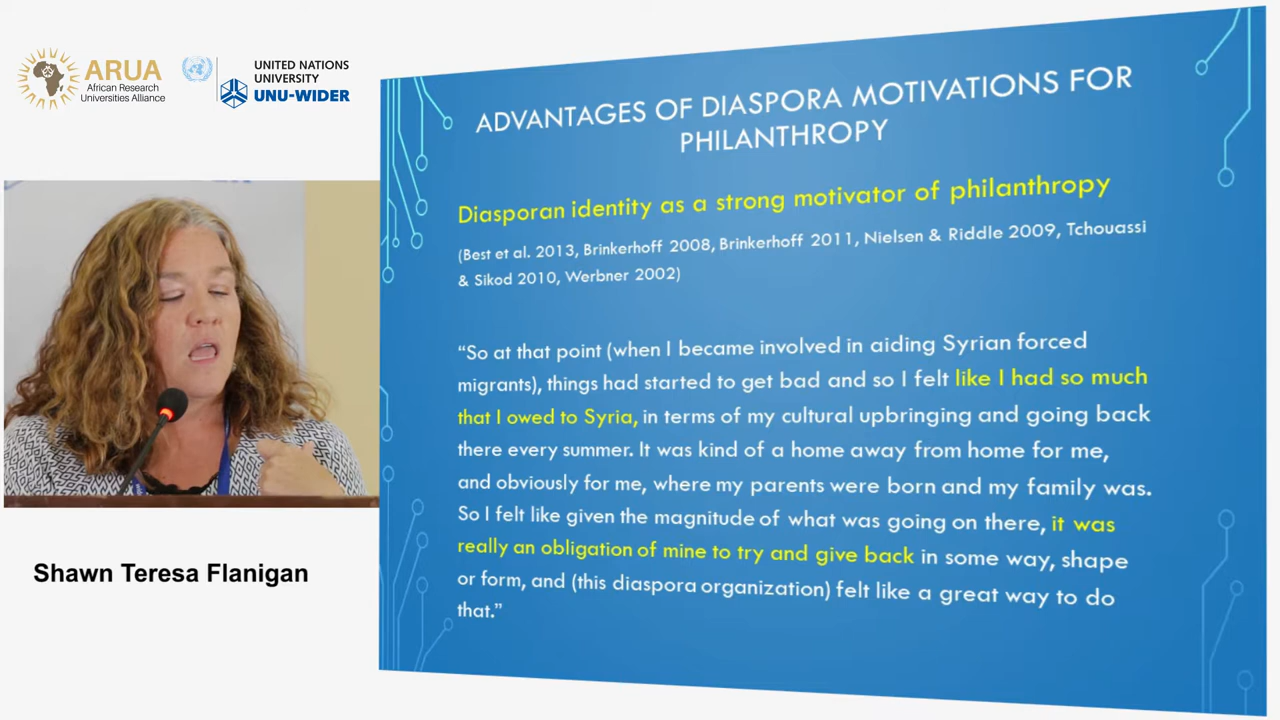 ARUA
African Research
Universities Alliance
UNITED NATIONS
UNIVERSITY
UNU-WIDER
Shawn Teresa Flanigan
ADVANTAGES OF DIASPORA MOTIVATIONS FOR
PHILANTHROPY
Diasporan identity as a strong motivator of philanthropy
(Best et al. 2013, Brinkerhoff 2008, Brinkerhoff 2011, Nielsen & Riddle 2009, Tchouassi
& Sikod 2010, Werbner 2002)
“So at that point (when I became involved in aiding Syrian forced
migrants), things had started to get bad and so I felt like I had so much
that I owed to Syria, in terms of my cultural upbringing and going back
there every summer. It was kind of a home away from home for me,
and obviously for me, where my parents were born and my family was.
So I felt like given the magnitude of what was going on there, it was
really an obligation of mine to try and give back in some way, shape
or form, and (this diaspora organization) felt like a great way to do
that.”